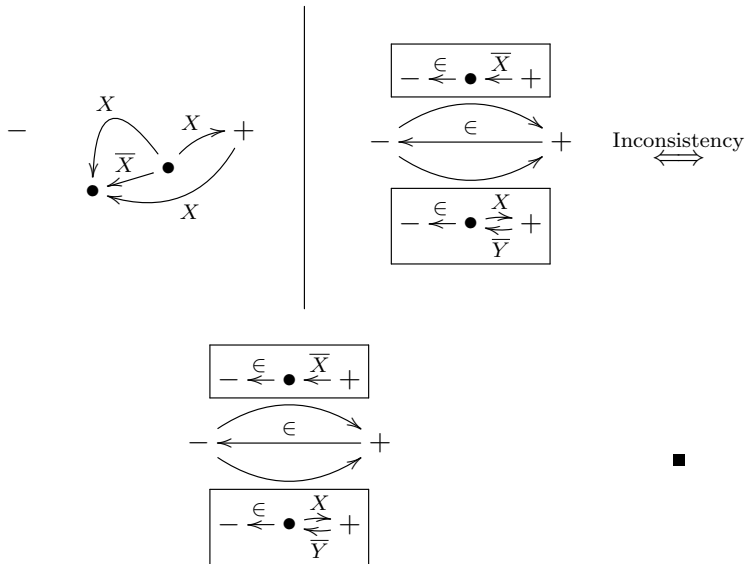 ∈ X̅
− ← • ← +
X
X
− + ∈ − +
Inconsistency
⟺
X̅
X
∈ X
− ← • ⇄ +
Y̅
∈ X̅
− ← • ← +
∈
− +
■
∈ X
− ← • ⇄ +
Y̅